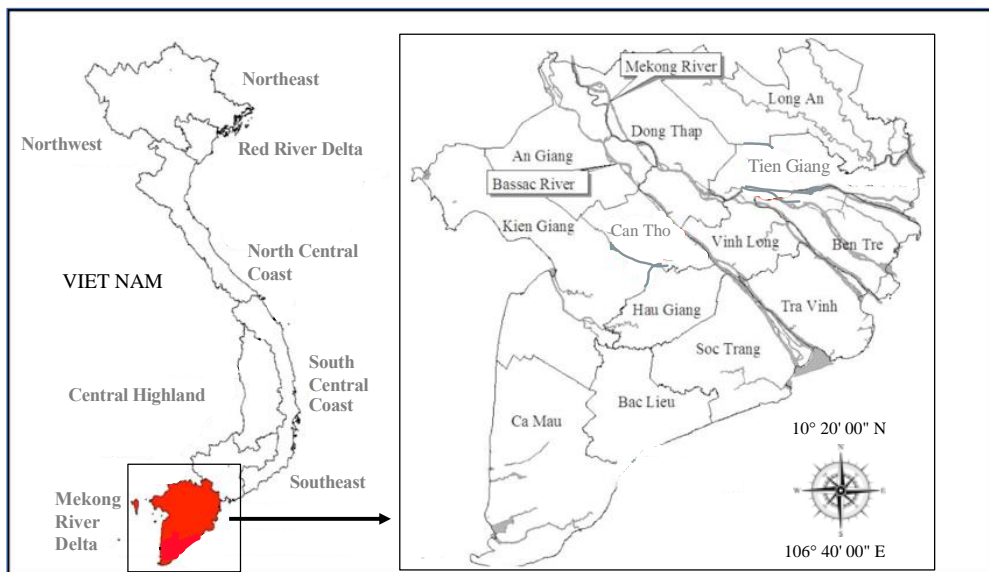 Northeast
Northwest
Red River Delta
North Central
Coast
VIET NAM
South
Central
Coast
Central Highland
Southeast
Mekong
River
Delta
Mekong River
Long An
Dong Thap
An Giang
Tien Giang
Bassac River
Kien Giang
Can Tho
Vinh Long
Ben Tre
Hau Giang
Tra Vinh
Soc Trang
Bac Lieu
Ca Mau
10° 20' 00" N
N
W
E
S
106° 40' 00" E